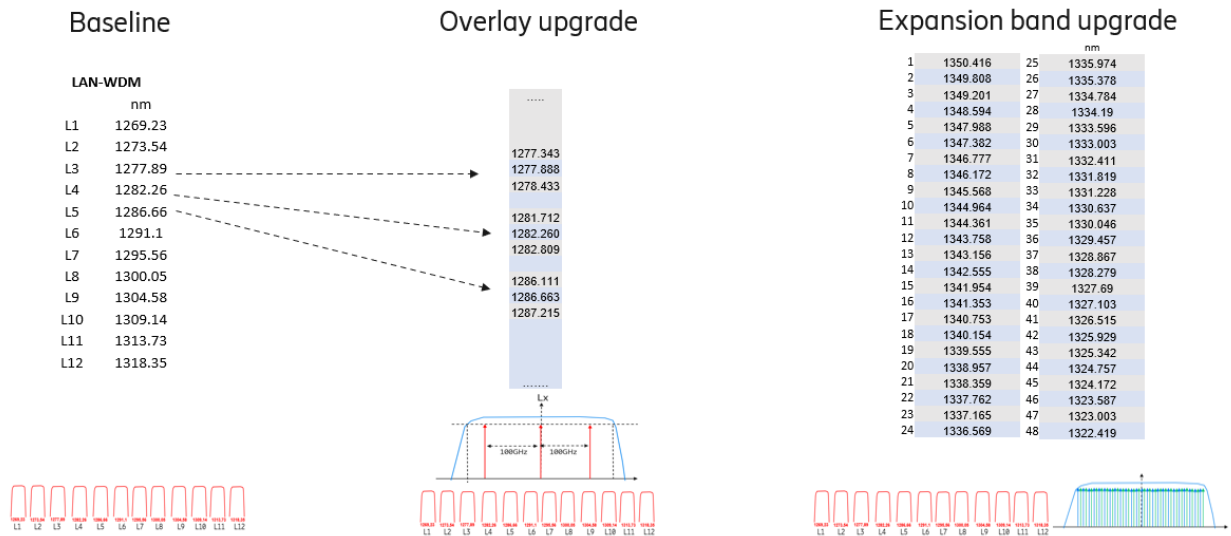 Baseline
LAN-WDM
nm
L1 1269.23
L2 1273.54
L3 1277.89
L4 1282.26
L5 1286.66
L6 1291.1
L7 1295.56
L8 1300.05
L9 1304.58
L10 1309.14
L11 1313.73
L12 1318.35
L1 L2 L3 L4 L5 L6 L7 L8 L9 L10 L11 L12
Overlay upgrade
.....
1277.343
1277.888
1278.433
1281.712
1282.260
1282.809
1286.111
1286.663
1287.215
.......
Lx
100GHz 100GHz
L1 L2 L3 L4 L5 L6 L7 L8 L9 L10 L11 L12
Expansion band upgrade
nm
1 1350.416 25 1335.974
2 1349.808 26 1335.378
3 1349.201 27 1334.784
4 1348.594 28 1334.19
5 1347.988 29 1333.596
6 1347.382 30 1333.003
7 1346.777 31 1332.411
8 1346.172 32 1331.819
9 1345.568 33 1331.228
10 1344.964 34 1330.637
11 1344.361 35 1330.046
12 1343.758 36 1329.457
13 1343.156 37 1328.867
14 1342.555 38 1328.279
15 1341.954 39 1327.69
16 1341.353 40 1327.103
17 1340.753 41 1326.515
18 1340.154 42 1325.929
19 1339.555 43 1325.342
20 1338.957 44 1324.757
21 1338.359 45 1324.172
22 1337.762 46 1323.587
23 1337.165 47 1323.003
24 1336.569 48 1322.419
L1 L2 L3 L4 L5 L6 L7 L8 L9 L10 L11 L12